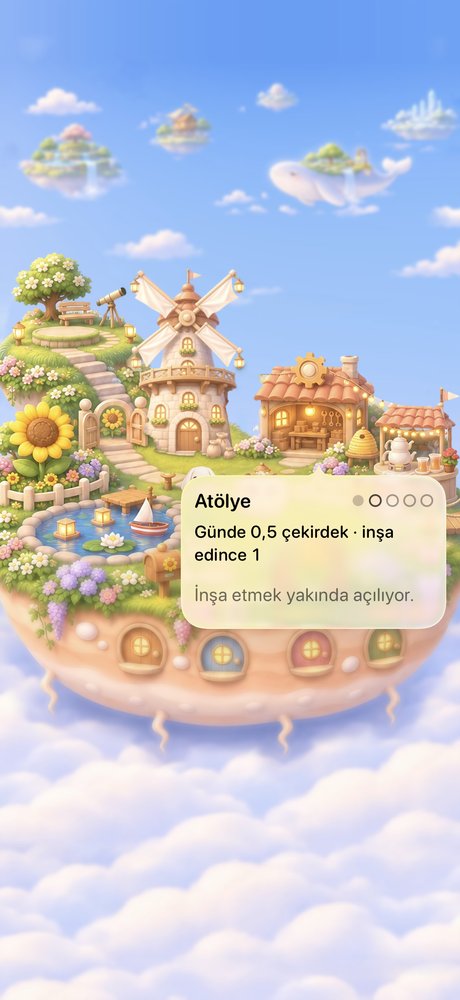 Atölye
Günde 0,5 çekirdek · inşa
edince 1
İnşa etmek yakında açılıyor.